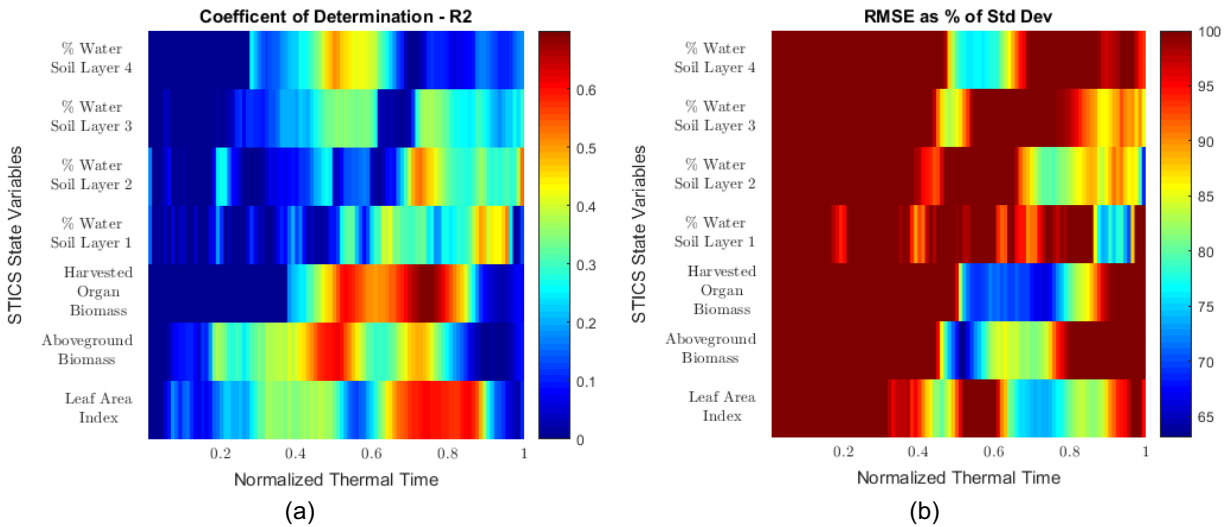 Coefficent of Determination - R2
STICS State Variables
% Water
Soil Layer 4
% Water
Soil Layer 3
% Water
Soil Layer 2
% Water
Soil Layer 1
Harvested
Organ
Biomass
Aboveground
Biomass
Leaf Area
Index
0.2 0.4 0.6 0.8 1
Normalized Thermal Time
0.6
0.5
0.4
0.3
0.2
0.1
0
(a)
RMSE as % of Std Dev
STICS State Variables
% Water
Soil Layer 4
% Water
Soil Layer 3
% Water
Soil Layer 2
% Water
Soil Layer 1
Harvested
Organ
Biomass
Aboveground
Biomass
Leaf Area
Index
0.2 0.4 0.6 0.8 1
Normalized Thermal Time
100
95
90
85
80
75
70
65
(b)